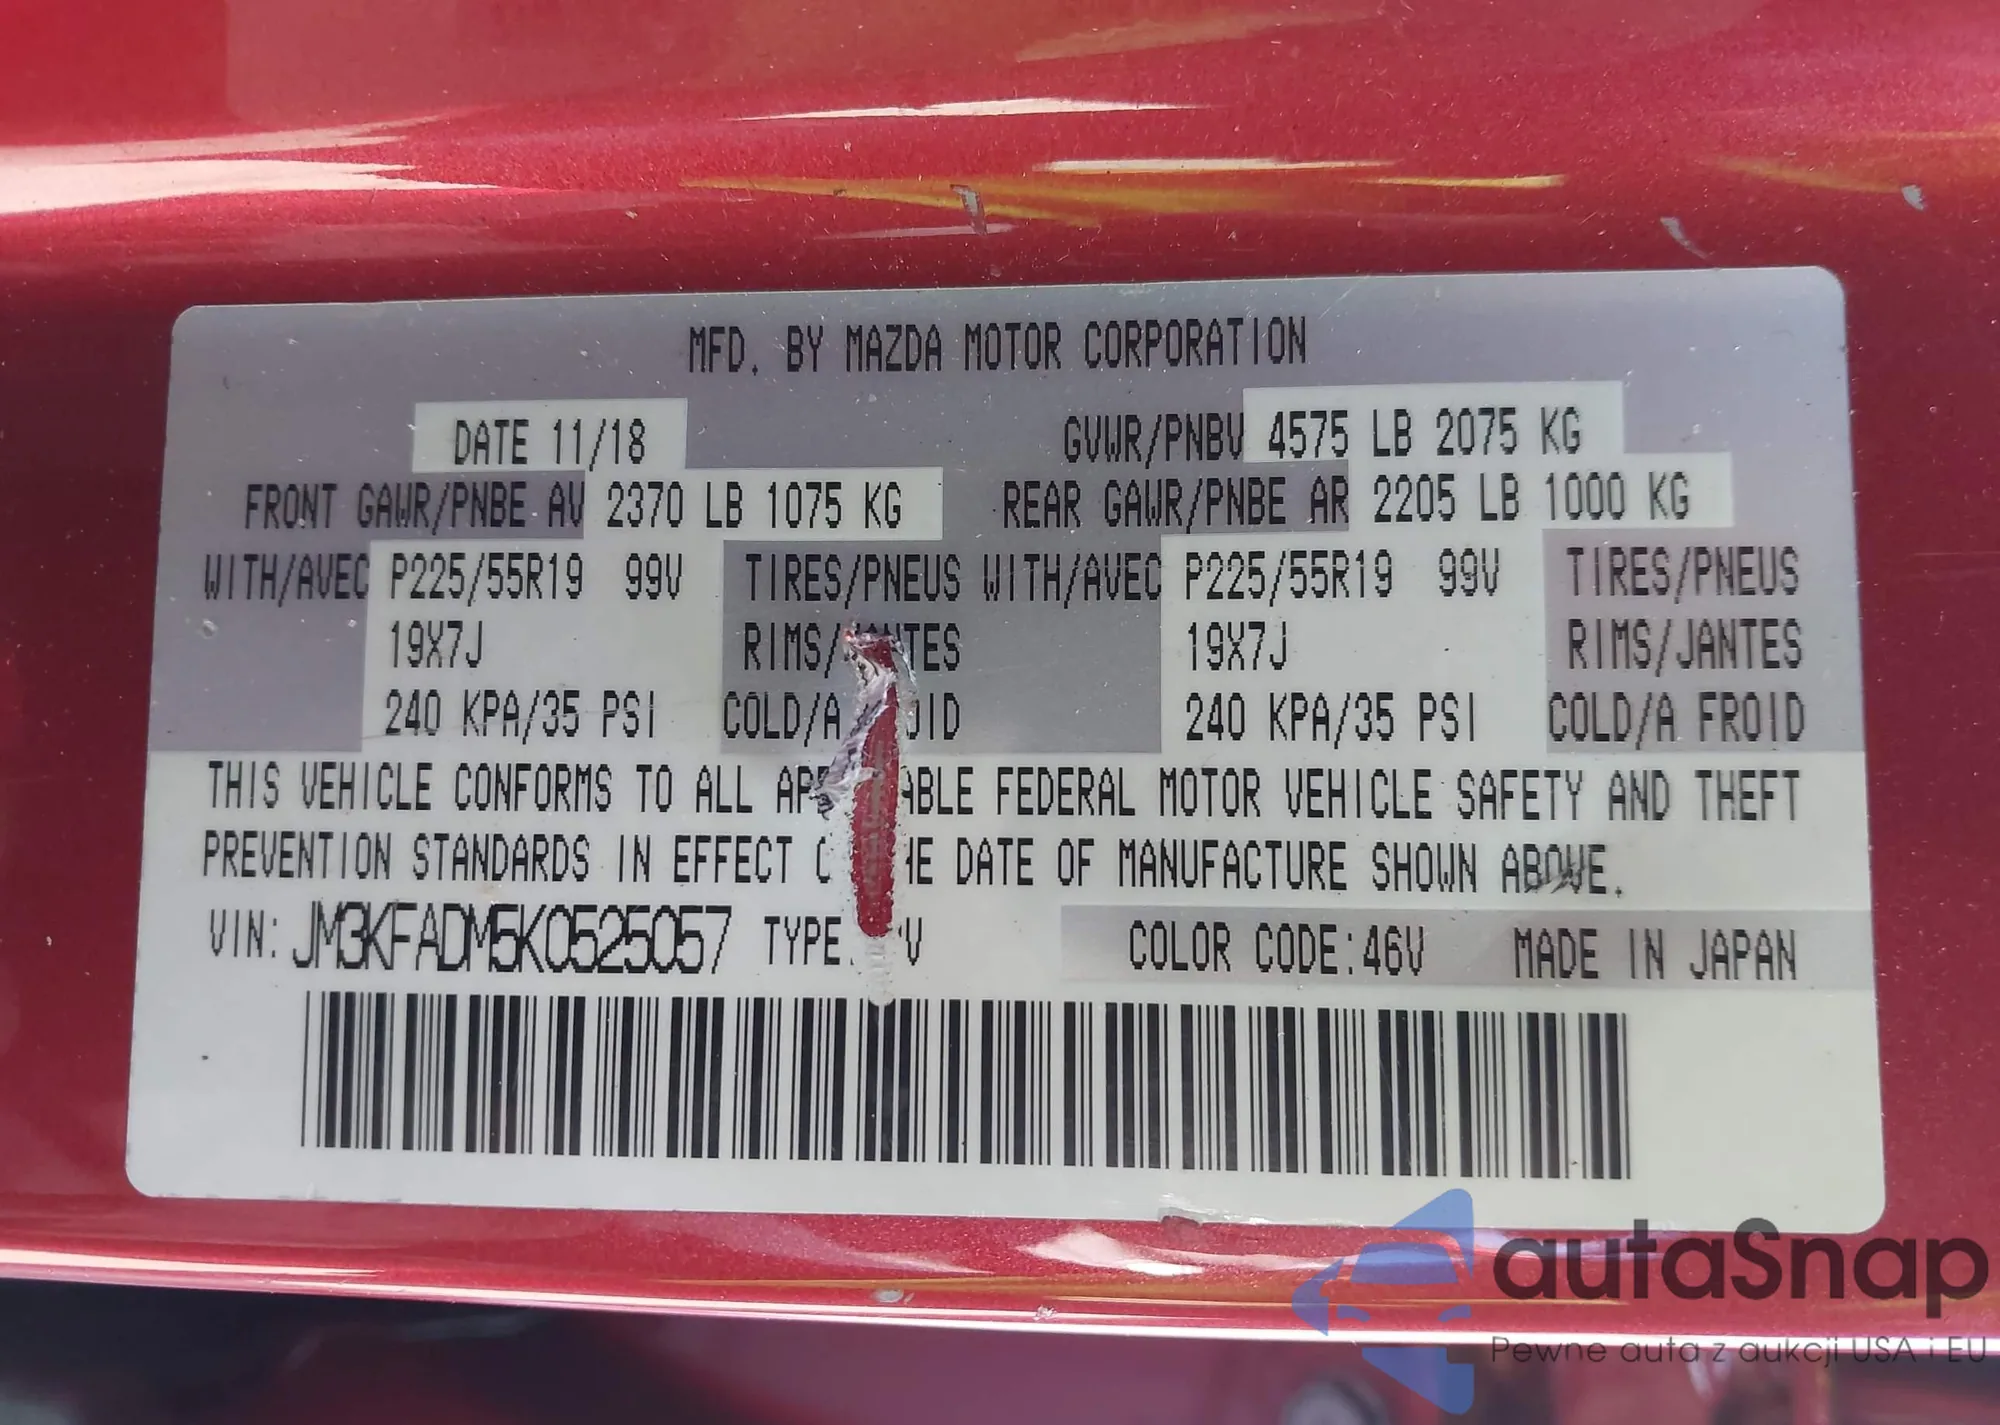 MFD. BY MAZDA MOTOR CORPORATION
DATE 11/18 GVWR/PNBV 4575 LB 2075 KG
FRONT GAWR/PNBE AV 2370 LB 1075 KG REAR GAWR/PNBE AR 2205 LB 1000 KG
WITH/AVEC P225/55R19 99V TIRES/PNEUS WITH/AVEC P225/55R19 99V TIRES/PNEUS
19X7J RIMS/ 19X7J RIMS/JANTES
240 KPA/35 PSI COLD/A 240 KPA/35 PSI COLD/A FROID
THIS VEHICLE CONFORMS TO ALL FEDERAL MOTOR VEHICLE SAFETY AND THEFT
PREVENTION STANDARDS IN EFFECT DATE OF MANUFACTURE SHOWN ABOVE.
VIN: JM3KFADM5K0525057 TYPE COLOR CODE:46V MADE IN JAPAN
autaSnap
Pewne auta z aukcji USA i EU